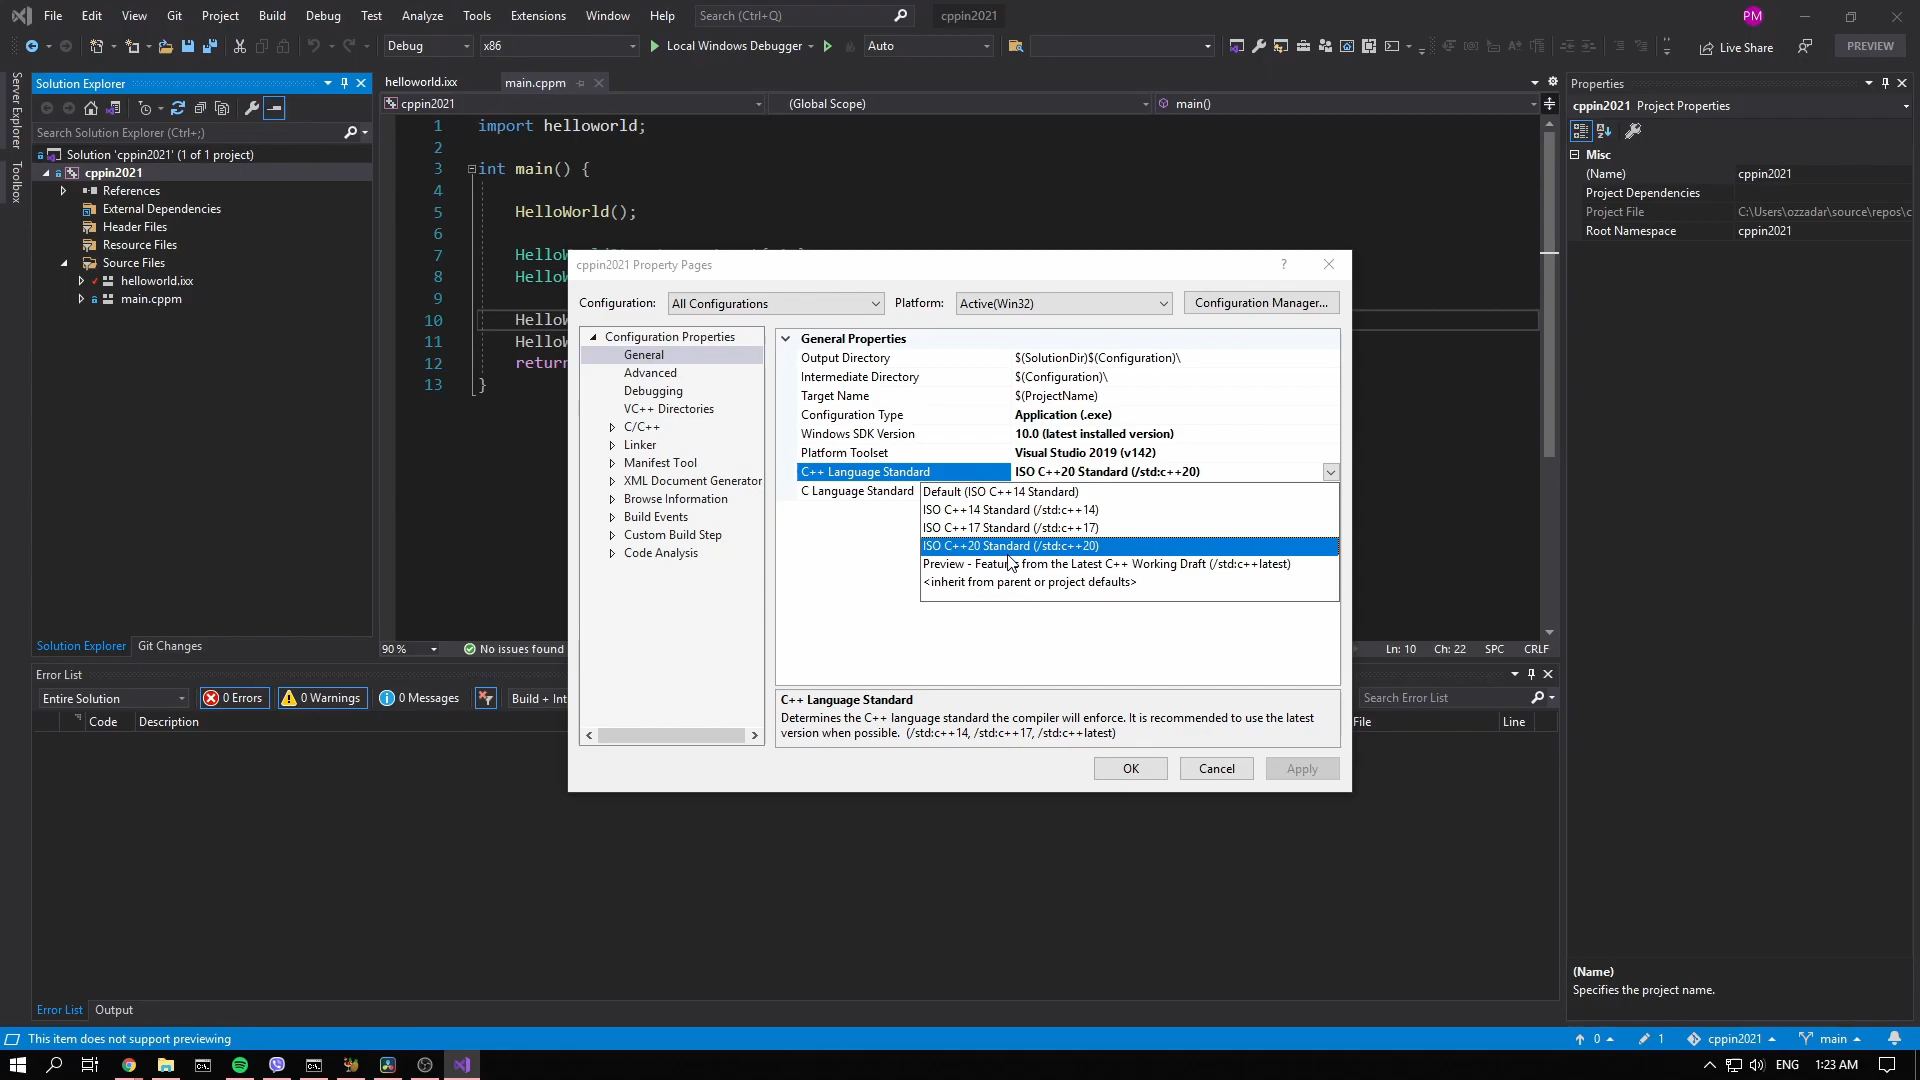 File Edit View Git Project Build Debug Test Analyze Tools Extensions Window Help Search (Ctrl+Q) cppin2021 PM
Debug x86 Local Windows Debugger Auto Live Share PREVIEW
Server Explorer
Toolbox
Solution Explorer
Search Solution Explorer (Ctrl+;)
Solution 'cppin2021' (1 of 1 project)
cppin2021
References
External Dependencies
Header Files
Resource Files
Source Files
helloworld.ixx
main.cppm
Solution Explorer Git Changes
helloworld.ixx main.cppm
cppin2021 (Global Scope) main()
1 import helloworld;
2
3 int main() {
4
5 HelloWorld();
6
7 Hello
8 Hello
9
10 Hello
11 Hello
12 return
13 }
90 % No issues found Ln: 10 Ch: 22 SPC CRLF
cppin2021 Property Pages ?
Configuration: All Configurations Platform: Active(Win32) Configuration Manager...
Configuration Properties
General
Advanced
Debugging
VC++ Directories
C/C++
Linker
Manifest Tool
XML Document Generator
Browse Information
Build Events
Custom Build Step
Code Analysis
General Properties
Output Directory $(SolutionDir)$(Configuration)\
Intermediate Directory $(Configuration)\
Target Name $(ProjectName)
Configuration Type Application (.exe)
Windows SDK Version 10.0 (latest installed version)
Platform Toolset Visual Studio 2019 (v142)
C++ Language Standard ISO C++20 Standard (/std:c++20)
C Language Standard
Default (ISO C++14 Standard)
ISO C++14 Standard (/std:c++14)
ISO C++17 Standard (/std:c++17)
ISO C++20 Standard (/std:c++20)
Preview - Features from the Latest C++ Working Draft (/std:c++latest)
<inherit from parent or project defaults>
C++ Language Standard
Determines the C++ language standard the compiler will enforce. It is recommended to use the latest
version when possible. (/std:c++14, /std:c++17, /std:c++latest)
OK Cancel Apply
Properties
cppin2021 Project Properties
Misc
(Name) cppin2021
Project Dependencies
Project File C:\Users\ozzadar\source\repos\c
Root Namespace cppin2021
(Name)
Specifies the project name.
Error List
Entire Solution 0 Errors 0 Warnings 0 Messages Build + Int Search Error List
Code Description File Line
Error List Output
This item does not support previewing 0 1 cppin2021 main
ENG 1:23 AM